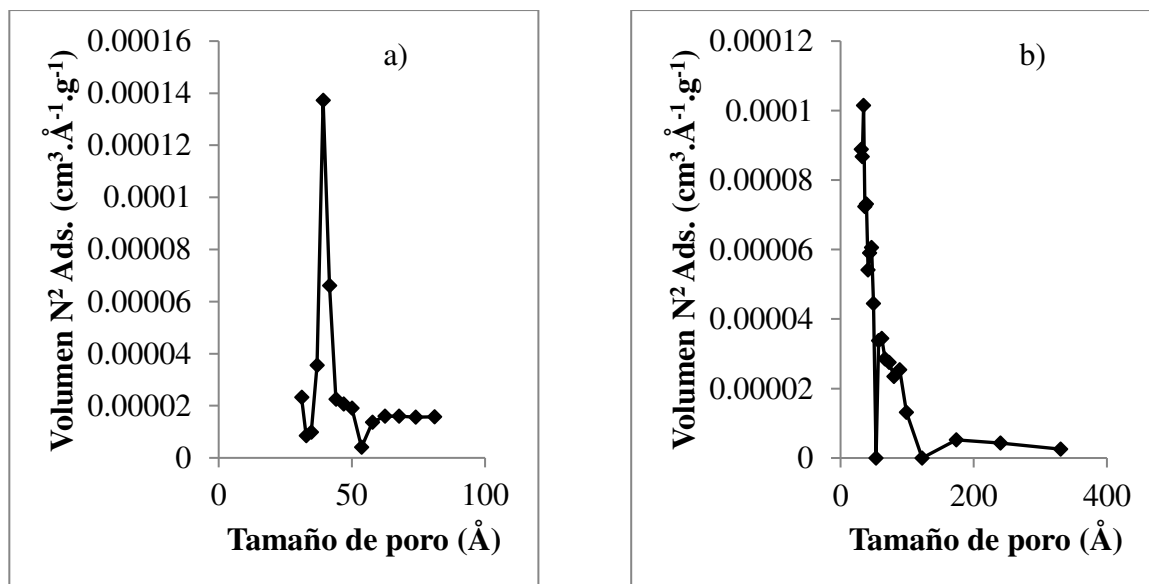 a)
Volumen N² Ads. (cm³.Å⁻¹.g⁻¹)
0.00016
0.00014
0.00012
0.0001
0.00008
0.00006
0.00004
0.00002
0
0 50 100
Tamaño de poro (Å)
b)
Volumen N² Ads. (cm³.Å⁻¹.g⁻¹)
0.00012
0.0001
0.00008
0.00006
0.00004
0.00002
0
0 200 400
Tamaño de poro (Å)